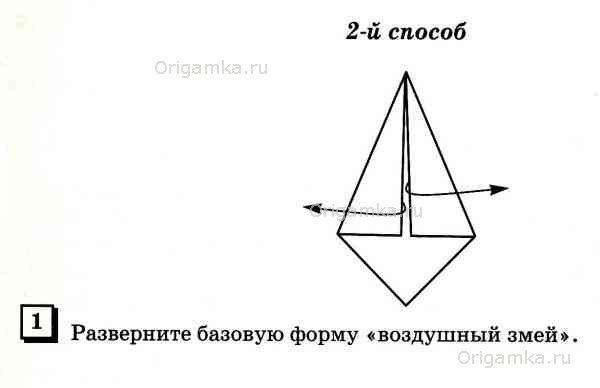 2-й способ
Origamka.ru
Origamka.ru
1
Разверните базовую форму «воздушный змей».
Origamka.ru